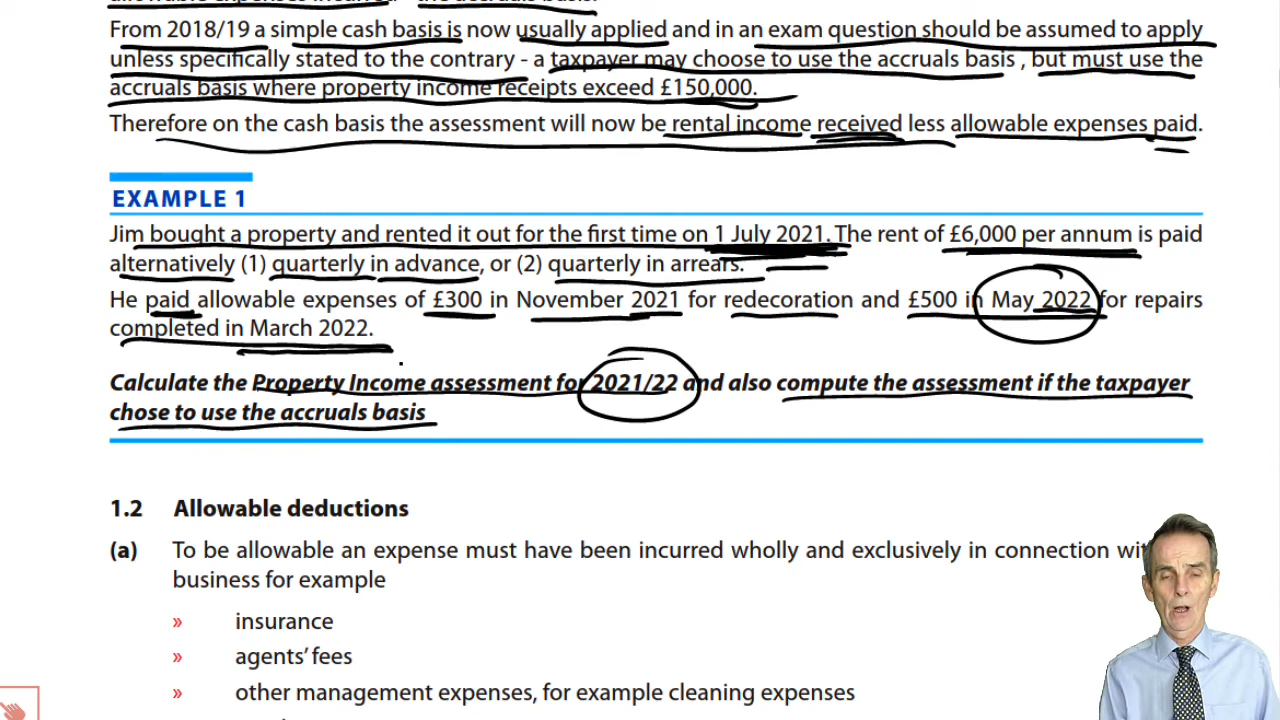 From 2018/19 a simple cash basis is now usually applied and in an exam question should be assumed to apply
unless specifically stated to the contrary - a taxpayer may choose to use the accruals basis , but must use the
accruals basis where property income receipts exceed £150,000.
Therefore on the cash basis the assessment will now be rental income received less allowable expenses paid.
EXAMPLE 1
Jim bought a property and rented it out for the first time on 1 July 2021. The rent of £6,000 per annum is paid
alternatively (1) quarterly in advance, or (2) quarterly in arrears.
He paid allowable expenses of £300 in November 2021 for redecoration and £500 in May 2022 for repairs
completed in March 2022.
Calculate the Property Income assessment for 2021/22 and also compute the assessment if the taxpayer
chose to use the accruals basis
1.2 Allowable deductions
(a) To be allowable an expense must have been incurred wholly and exclusively in connection
business for example
» insurance
» agents' fees
» other management expenses, for example cleaning expenses